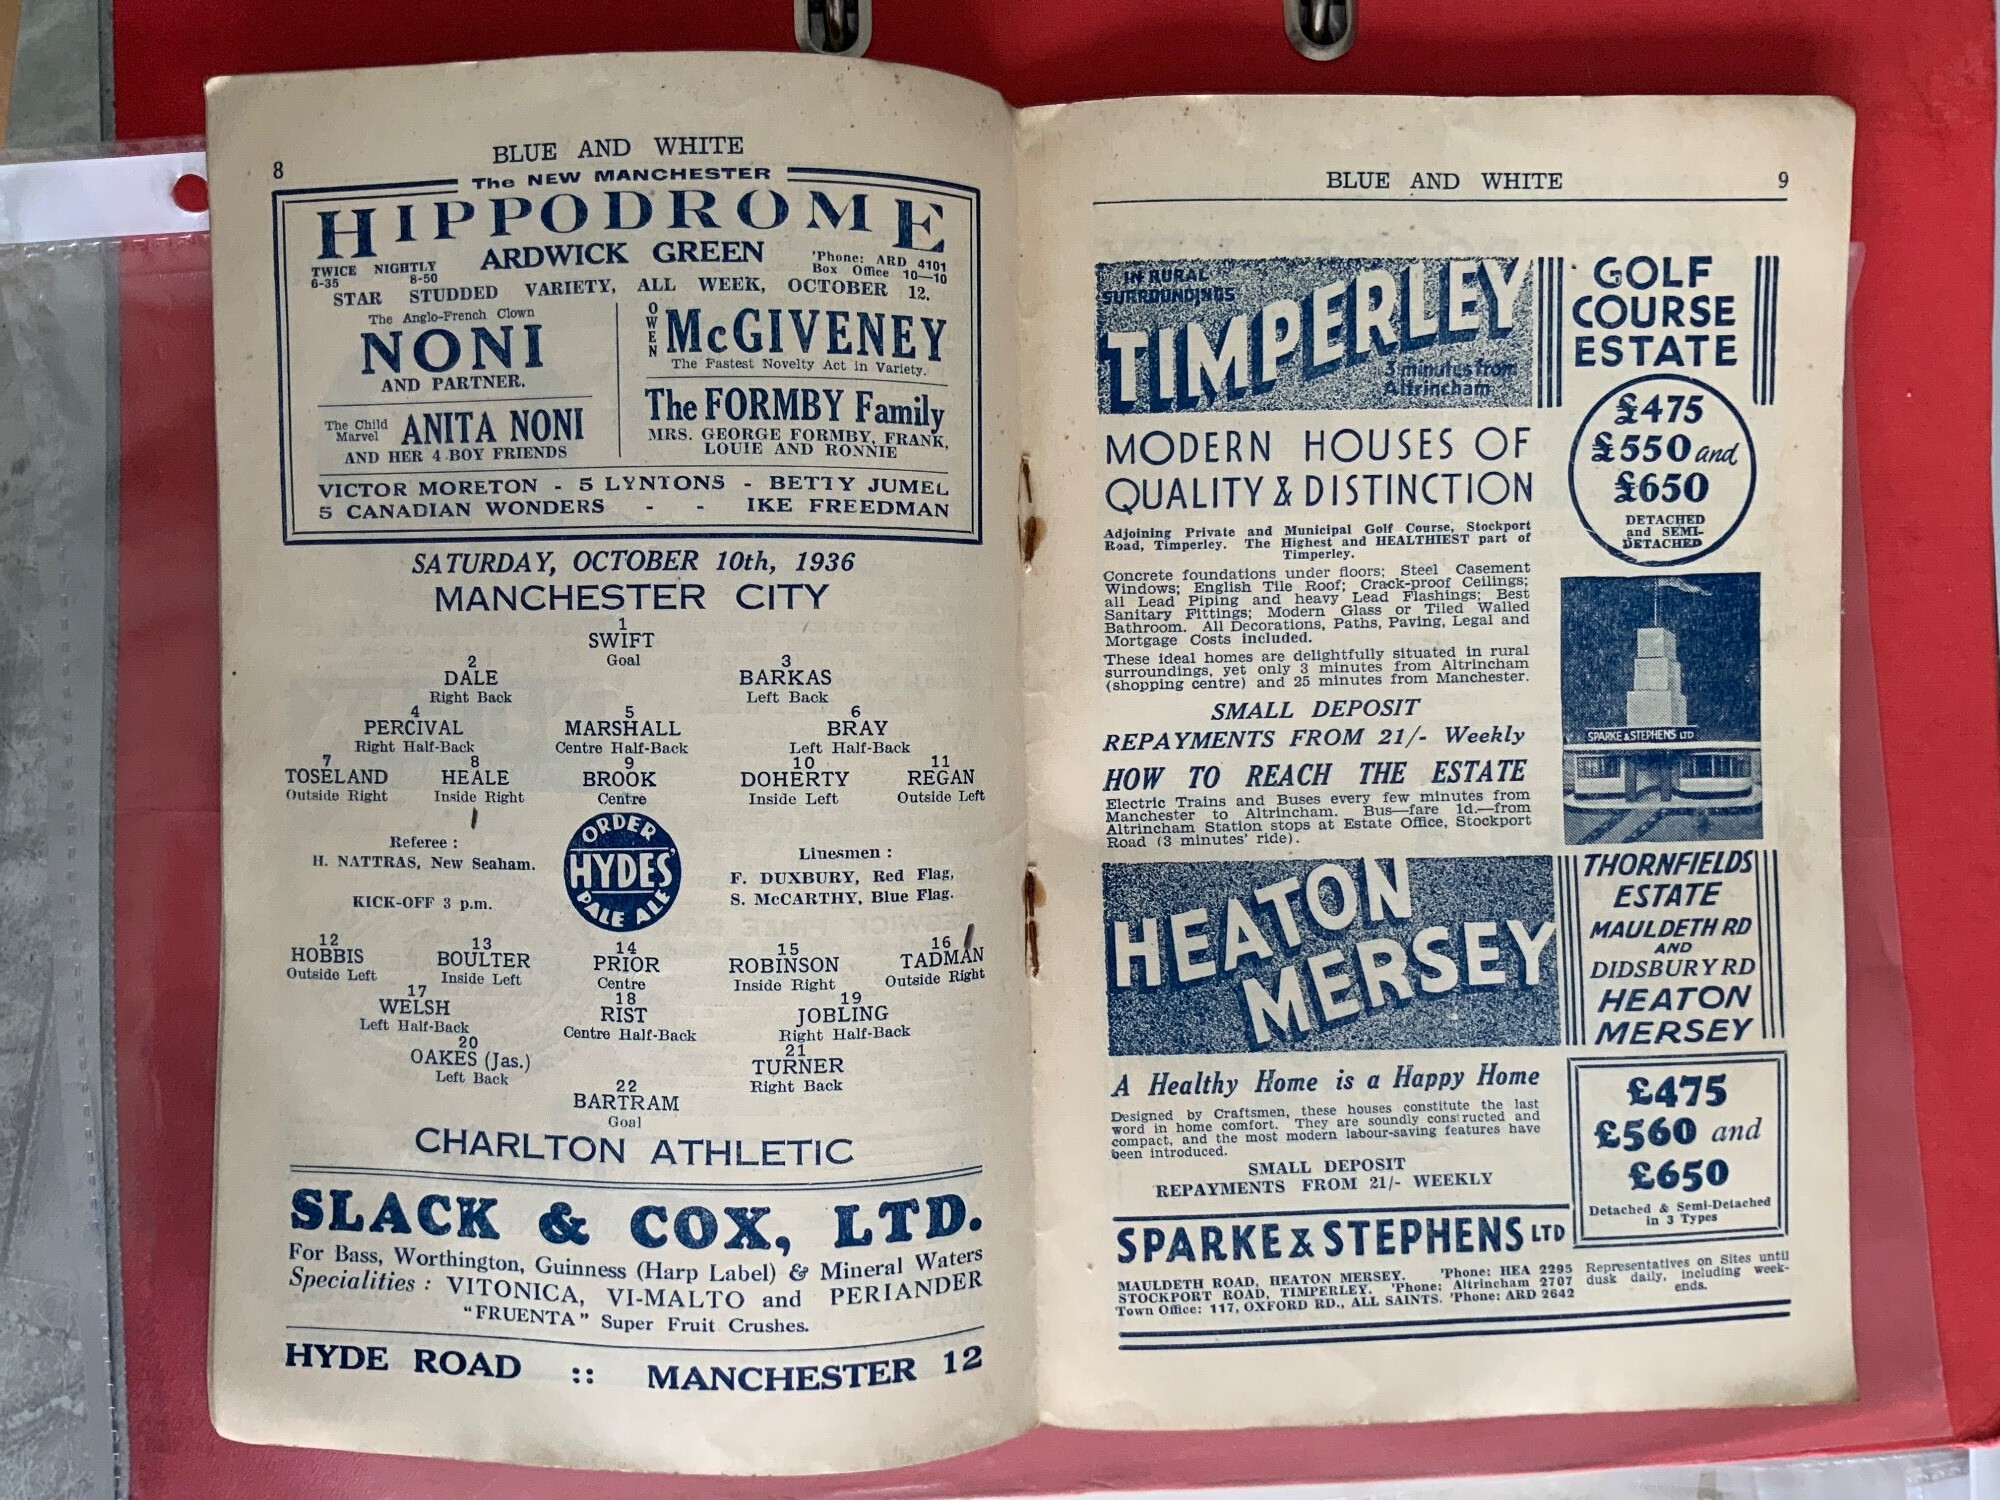 8
BLUE AND WHITE
The NEW MANCHESTER
HIPPODROME
TWICE NIGHTLY
6-35 8-50
ARDWICK GREEN
'Phone: ARD 4101
Box Office 10—10
STAR STUDDED VARIETY, ALL WEEK, OCTOBER 12.
The Anglo-French Clown
NONI
AND PARTNER.
The Child
Marvel
ANITA NONI
AND HER 4 BOY FRIENDS
OWEN
McGIVENEY
The Fastest Novelty Act in Variety.
The FORMBY Family
MRS. GEORGE FORMBY, FRANK,
LOUIE AND RONNIE
VICTOR MORETON - 5 LYNTONS - BETTY JUMEL
5 CANADIAN WONDERS - - IKE FREEDMAN
SATURDAY, OCTOBER 10th, 1936
MANCHESTER CITY
1
SWIFT
Goal
2 3
DALE BARKAS
Right Back Left Back
4 5 6
PERCIVAL MARSHALL BRAY
Right Half-Back Centre Half-Back Left Half-Back
7 8 9 10 11
TOSELAND HEALE BROOK DOHERTY REGAN
Outside Right Inside Right Centre Inside Left Outside Left
Referee :
H. NATTRAS, New Seaham.
KICK-OFF 3 p.m.
ORDER
HYDES'
PALE ALE
Linesmen :
F. DUXBURY, Red Flag,
S. McCARTHY, Blue Flag.
12 13 14 15 16
HOBBIS BOULTER PRIOR ROBINSON TADMAN
Outside Left Inside Left Centre Inside Right Outside Right
17 18 19
WELSH RIST JOBLING
Left Half-Back Centre Half-Back Right Half-Back
20 21
OAKES (Jas.) TURNER
Left Back Right Back
22
BARTRAM
Goal
CHARLTON ATHLETIC
SLACK & COX, LTD.
For Bass, Worthington, Guinness (Harp Label) & Mineral Waters
Specialities : VITONICA, VI-MALTO and PERIANDER
"FRUENTA" Super Fruit Crushes.
HYDE ROAD :: MANCHESTER 12
BLUE AND WHITE 9
IN RURAL
SURROUNDINGS
TIMPERLEY
3 minutes from
Altrincham
GOLF
COURSE
ESTATE
£475
£550 and
£650
DETACHED
and SEMI-
DETACHED
MODERN HOUSES OF
QUALITY & DISTINCTION
Adjoining Private and Municipal Golf Course, Stockport
Road, Timperley. The Highest and HEALTHIEST part of
Timperley.
Concrete foundations under floors; Steel Casement
Windows; English Tile Roof; Crack-proof Ceilings;
all Lead Piping and heavy Lead Flashings; Best
Sanitary Fittings; Modern Glass or Tiled Walled
Bathroom. All Decorations, Paths, Paving, Legal and
Mortgage Costs included.
These ideal homes are delightfully situated in rural
surroundings, yet only 3 minutes from Altrincham
(shopping centre) and 25 minutes from Manchester.
SMALL DEPOSIT
REPAYMENTS FROM 21/- Weekly
HOW TO REACH THE ESTATE
Electric Trains and Buses every few minutes from
Manchester to Altrincham. Bus—fare 1d.—from
Altrincham Station stops at Estate Office, Stockport
Road (3 minutes' ride).
SPARKE & STEPHENS LTD
HEATON
MERSEY
THORNFIELDS
ESTATE
MAULDETH RD
AND
DIDSBURY RD
HEATON
MERSEY
A Healthy Home is a Happy Home
Designed by Craftsmen, these houses constitute the last
word in home comfort. They are soundly constructed and
compact, and the most modern labour-saving features have
been introduced.
SMALL DEPOSIT
REPAYMENTS FROM 21/- WEEKLY
£475
£560 and
£650
Detached & Semi-Detached
in 3 Types
SPARKE & STEPHENS LTD
MAULDETH ROAD, HEATON MERSEY. 'Phone: HEA 2295
STOCKPORT ROAD, TIMPERLEY. 'Phone: Altrincham 2707
Town Office: 117, OXFORD RD., ALL SAINTS. 'Phone: ARD 2642
Representatives on Sites until
dusk daily, including week-
ends.